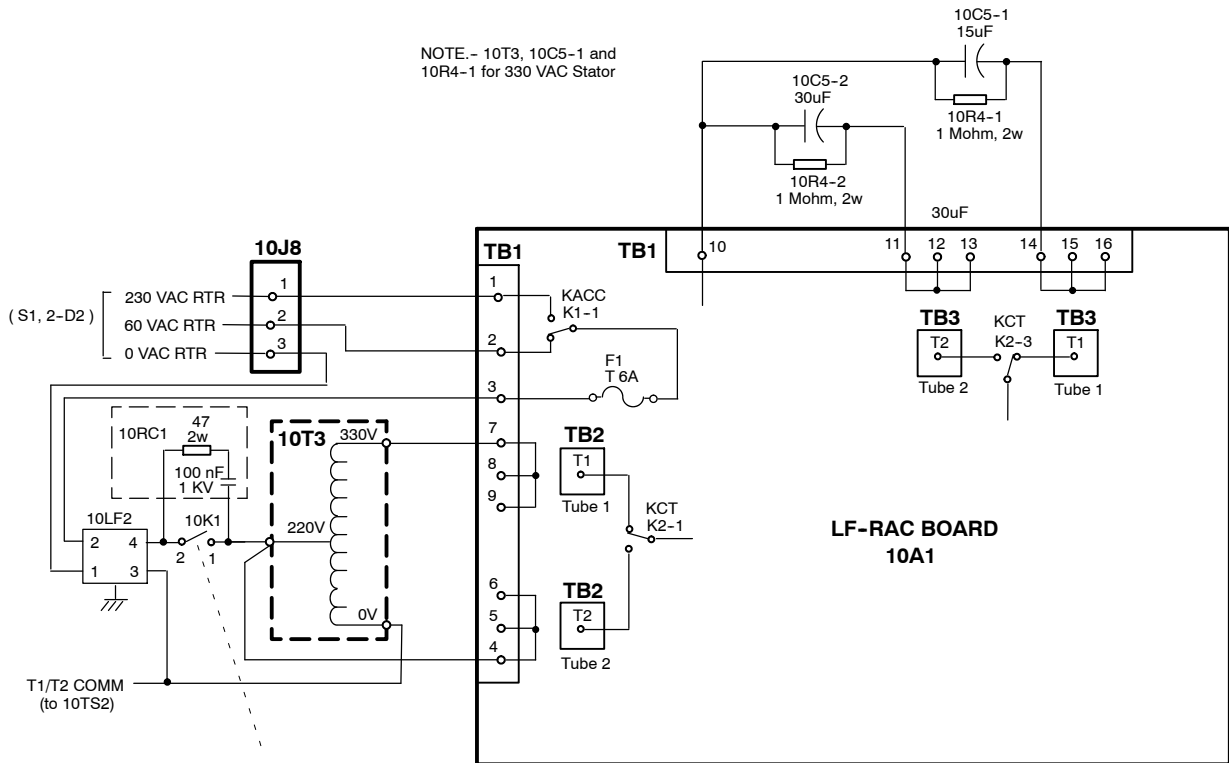 10C5-1
15uF
NOTE.- 10T3, 10C5-1 and
10R4-1 for 330 VAC Stator
10C5-2
30uF
10R4-1
1 Mohm, 2w
10R4-2
1 Mohm, 2w
30uF
10J8
TB1
TB1
10
11
12
13
14
15
16
( S1, 2-D2 )
230 VAC RTR
60 VAC RTR
0 VAC RTR
1
2
3
1
2
3
KACC
K1-1
F1
T 6A
TB3
T2
Tube 2
KCT
K2-3
TB3
T1
Tube 1
10RC1
47
2w
100 nF
1 KV
10T3
330V
220V
0V
7
8
9
6
5
4
TB2
T1
Tube 1
KCT
K2-1
TB2
T2
Tube 2
10LF2
2
4
1
3
10K1
2
1
LF-RAC BOARD
10A1
T1/T2 COMM
(to 10TS2)